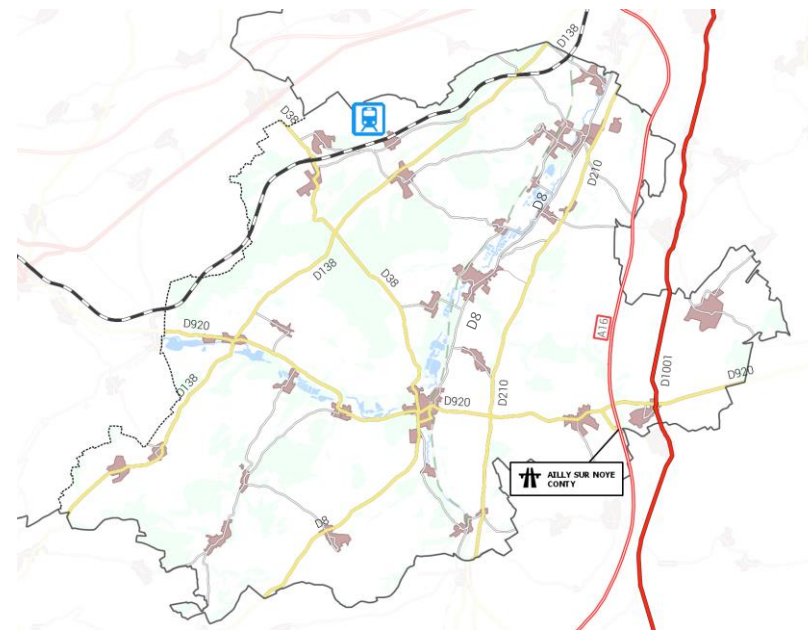 D138
D38
D210
D8
D38
D138
A16
D920
D8
D1001
D920
D138
D210
D920
AILLY SUR NOYE
CONTY
D8